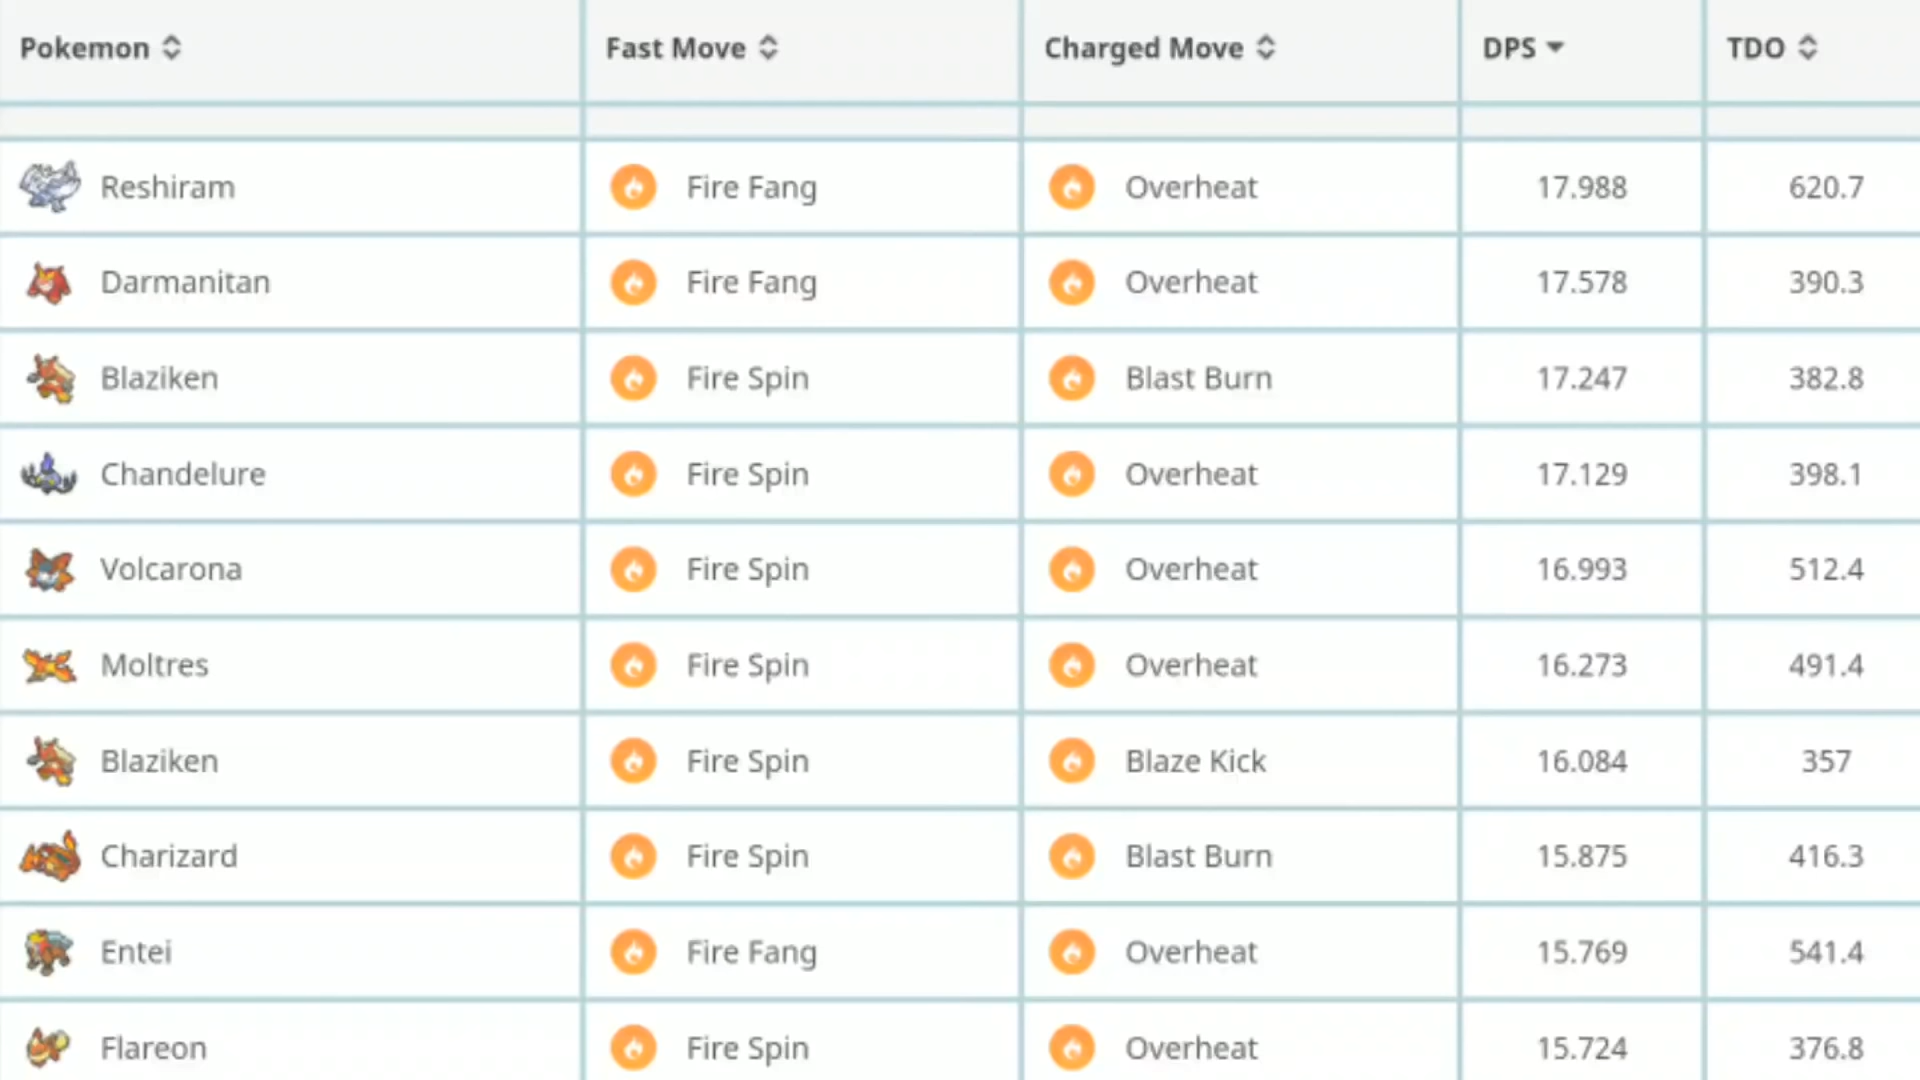 Pokemon Fast Move Charged Move DPS TDO
Reshiram Fire Fang Overheat 17.988 620.7
Darmanitan Fire Fang Overheat 17.578 390.3
Blaziken Fire Spin Blast Burn 17.247 382.8
Chandelure Fire Spin Overheat 17.129 398.1
Volcarona Fire Spin Overheat 16.993 512.4
Moltres Fire Spin Overheat 16.273 491.4
Blaziken Fire Spin Blaze Kick 16.084 357
Charizard Fire Spin Blast Burn 15.875 416.3
Entei Fire Fang Overheat 15.769 541.4
Flareon Fire Spin Overheat 15.724 376.8